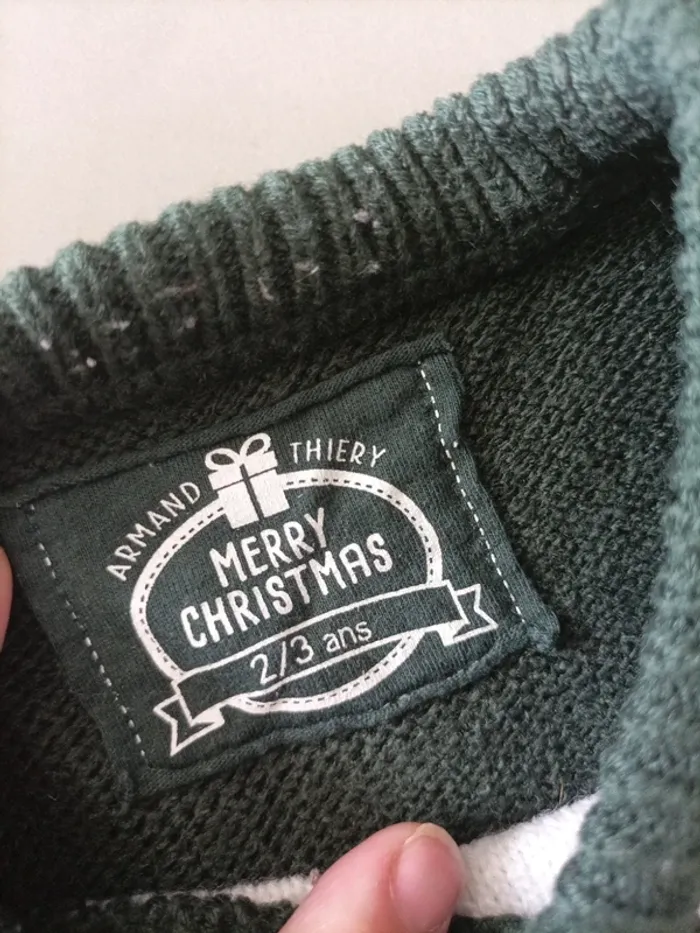 ARMAND THIERY
MERRY
CHRISTMAS
2/3 ans